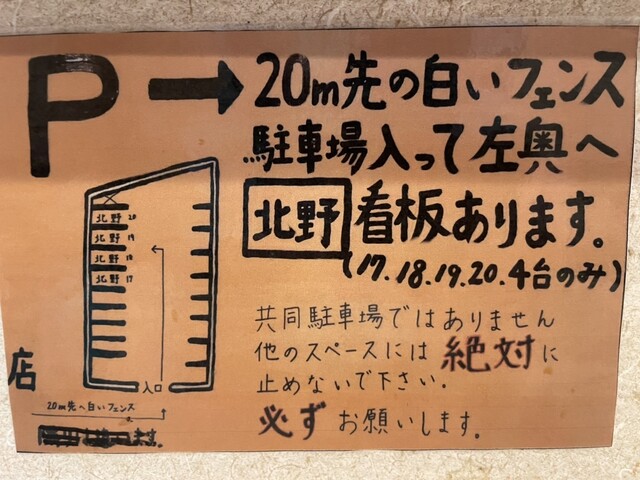 P → 20m先の白いフェンス
駐車場入って左奥へ
北野 看板あります。
(17.18.19.20.4台のみ)
共同駐車場ではありません
他のスペースには絶対に
止めないで下さい。
必ずお願いします。
北野 20
北野 19
北野 18
北野 17
入口
店
20m先へ白いフェンス